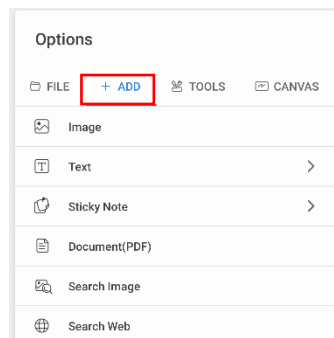 Options
FILE + ADD TOOLS CANVAS
Image
Text
Sticky Note
Document(PDF)
Search Image
Search Web